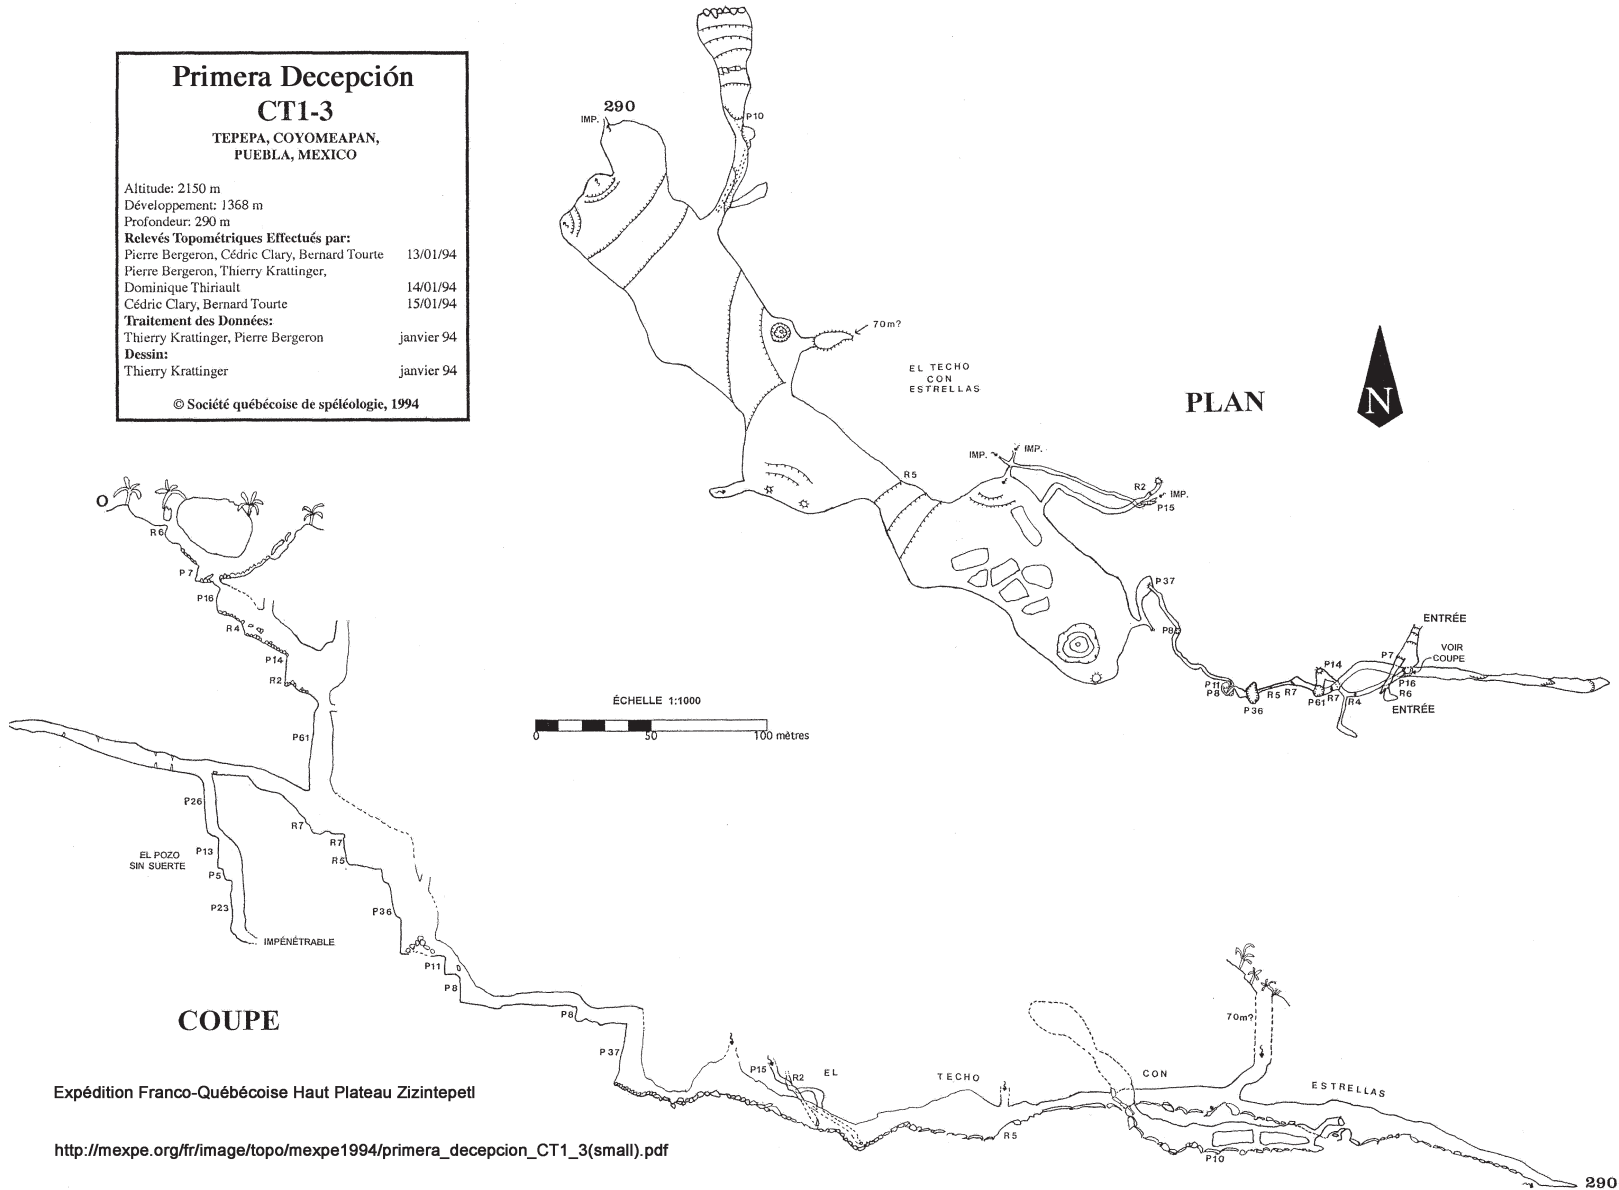 Primera Decepción
CT1-3
TEPEPA, COYOMEAPAN,
PUEBLA, MEXICO
Altitude: 2150 m
Développement: 1368 m
Profondeur: 290 m
Relevés Topométriques Effectués par:
Pierre Bergeron, Cédric Clary, Bernard Tourte 13/01/94
Pierre Bergeron, Thierry Krattinger,
Dominique Thiriault 14/01/94
Cédric Clary, Bernard Tourte 15/01/94
Traitement des Données:
Thierry Krattinger, Pierre Bergeron janvier 94
Dessin:
Thierry Krattinger janvier 94
© Société québécoise de spéléologie, 1994
290
IMP.
P10
70m?
EL TECHO
CON
ESTRELLAS
PLAN
N
R5
IMP.
IMP.
R2
IMP.
P15
P37
P8
P11
P8
P36
R5
R7
P14
P61
R7
R4
P7
ENTRÉE
VOIR
COUPE
P16
R6
ENTRÉE
ÉCHELLE 1:1000
0 50 100 mètres
O
R6
P7
P16
R4
P14
R2
P61
P26
P13
P5
P23
EL POZO
SIN SUERTE
IMPÉNÉTRABLE
R7
R7
R5
P36
P11
P8
P8
P37
COUPE
P15
R2
EL
TECHO
CON
ESTRELLAS
70m?
R5
P10
290
Expédition Franco-Québécoise Haut Plateau Zizintepetl
http://mexpe.org/fr/image/topo/mexpe1994/primera_decepcion_CT1_3(small).pdf